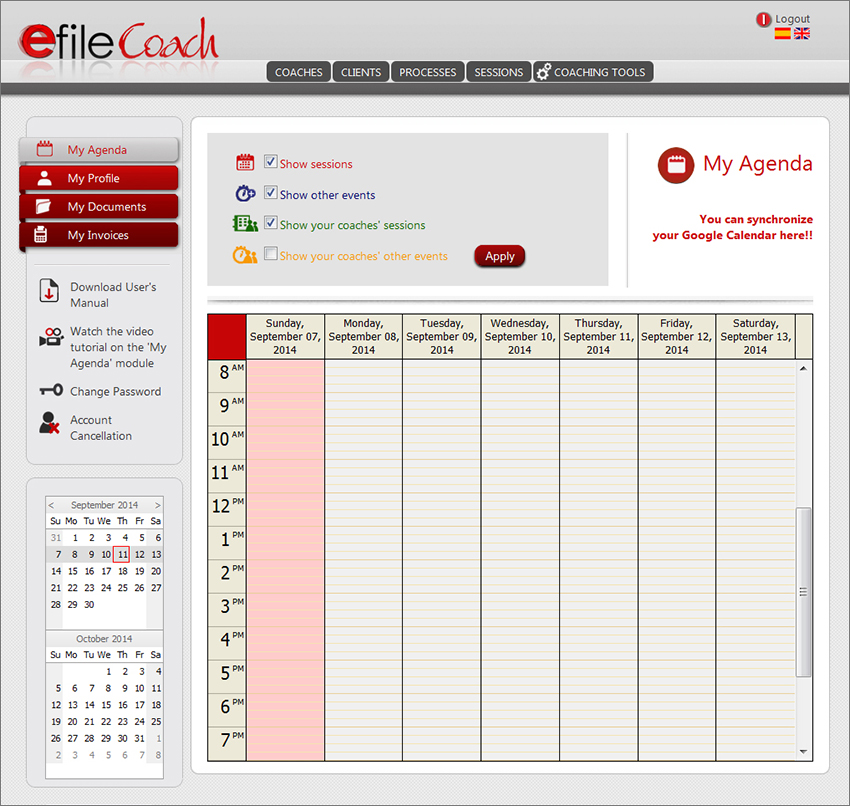 efile Coach
Logout
COACHES
CLIENTS
PROCESSES
SESSIONS
COACHING TOOLS
My Agenda
My Profile
My Documents
My Invoices
Download User's
Manual
Watch the video
tutorial on the 'My
Agenda' module
Change Password
Account
Cancellation
< September 2014 >
Su Mo Tu We Th Fr Sa
31 1 2 3 4 5 6
7 8 9 10 11 12 13
14 15 16 17 18 19 20
21 22 23 24 25 26 27
28 29 30
October 2014
Su Mo Tu We Th Fr Sa
1 2 3 4
5 6 7 8 9 10 11
12 13 14 15 16 17 18
19 20 21 22 23 24 25
26 27 28 29 30 31 1
2 3 4 5 6 7 8
Show sessions
Show other events
Show your coaches' sessions
Show your coaches' other events
Apply
My Agenda
You can synchronize
your Google Calendar here!!
Sunday,
September 07,
2014
Monday,
September 08,
2014
Tuesday,
September 09,
2014
Wednesday,
September 10,
2014
Thursday,
September 11,
2014
Friday,
September 12,
2014
Saturday,
September 13,
2014
8 AM
9 AM
10 AM
11 AM
12 PM
1 PM
2 PM
3 PM
4 PM
5 PM
6 PM
7 PM